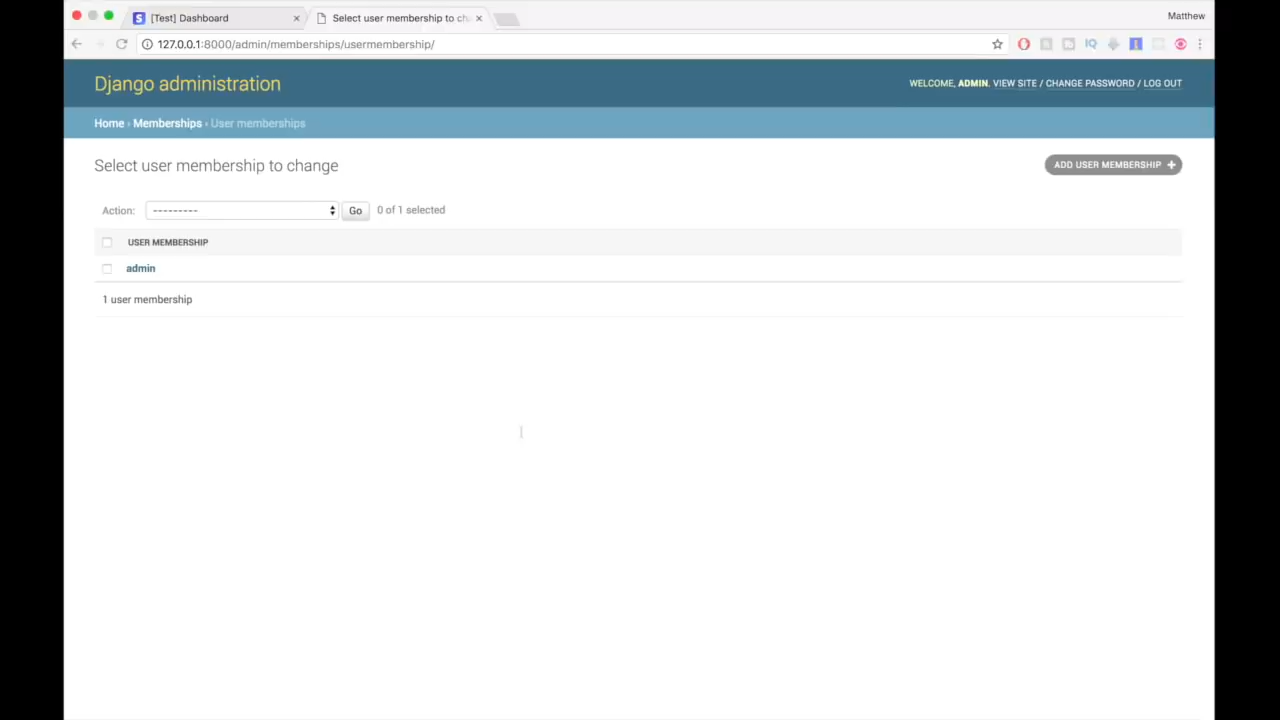 [Test] Dashboard
Select user membership to ch
Matthew
127.0.0.1:8000/admin/memberships/usermembership/
Django administration
WELCOME, ADMIN. VIEW SITE / CHANGE PASSWORD / LOG OUT
Home › Memberships › User memberships
Select user membership to change
ADD USER MEMBERSHIP +
Action: --------- Go 0 of 1 selected
USER MEMBERSHIP
admin
1 user membership